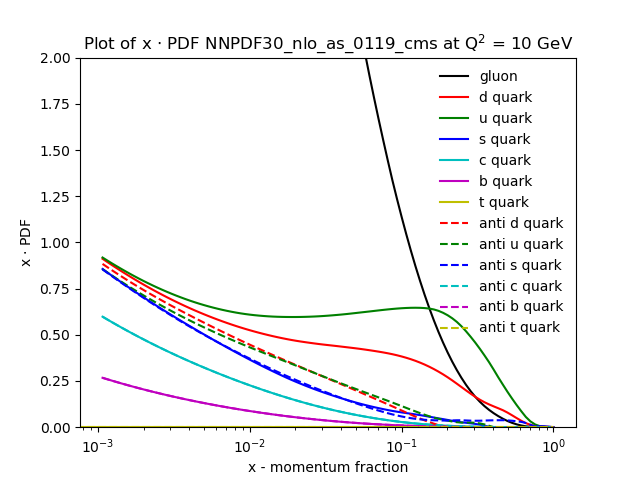 Plot of x · PDF NNPDF30_nlo_as_0119_cms at Q² = 10 GeV
2.00
1.75
1.50
1.25
1.00
0.75
0.50
0.25
0.00
x · PDF
gluon
d quark
u quark
s quark
c quark
b quark
t quark
anti d quark
anti u quark
anti s quark
anti c quark
anti b quark
anti t quark
10⁻³ 10⁻² 10⁻¹ 10⁰
x - momentum fraction